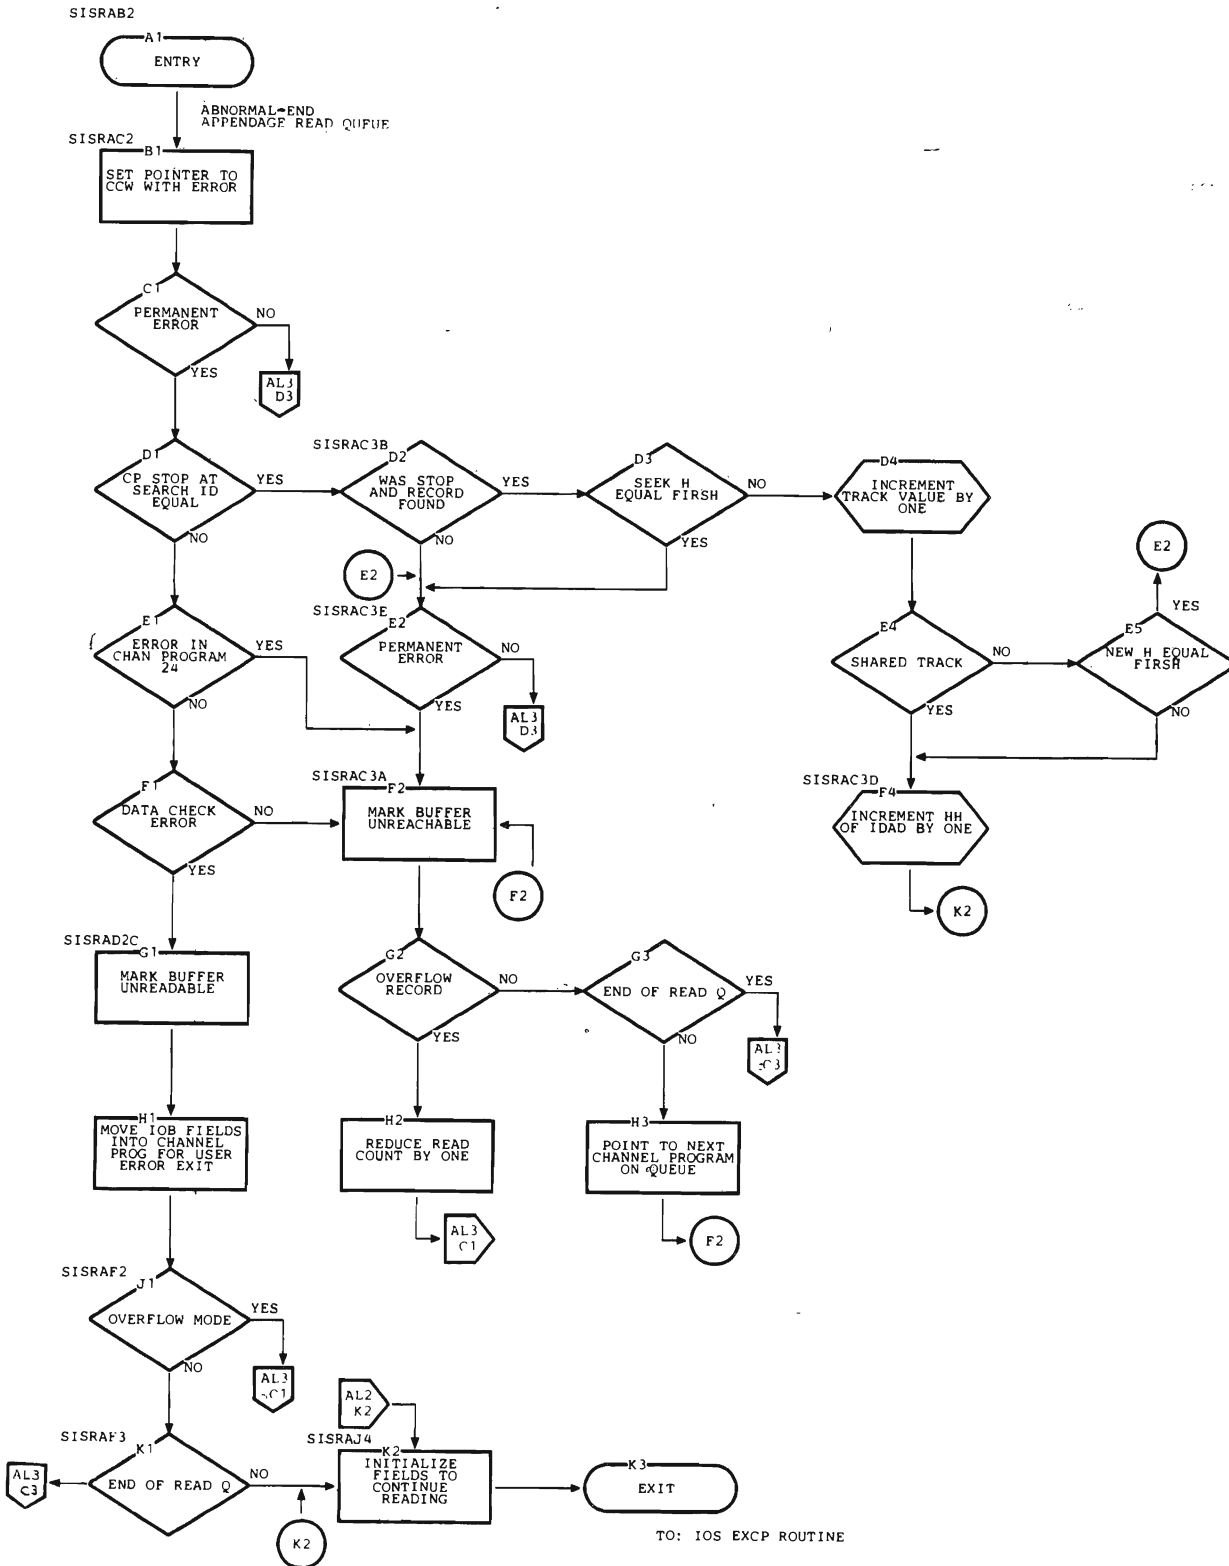 SISRAB2
A1
ENTRY
ABNORMAL-END
APPENDAGE READ QUEUE
SISRAC2
B1
SET POINTER TO
CCW WITH ERROR
C1
PERMANENT
ERROR
NO
YES
AL3
D3
D1
CP STOP AT
SEARCH ID
EQUAL
YES
NO
SISRAC3B
D2
WAS STOP
AND RECORD
FOUND
YES
NO
D3
SEEK H
EQUAL FIRSH
NO
YES
D4
INCREMENT
TRACK VALUE BY
ONE
E2
E2
YES
E1
ERROR IN
CHAN PROGRAM
24
YES
NO
SISRAC3E
E2
PERMANENT
ERROR
NO
YES
AL3
D3
E4
SHARED TRACK
NO
YES
E5
NEW H EQUAL
FIRSH
NO
F1
DATA CHECK
ERROR
NO
YES
SISRAC3A
F2
MARK BUFFER
UNREACHABLE
F2
SISRAC3D
F4
INCREMENT HH
OF IDAD BY ONE
K2
SISRAD2C
G1
MARK BUFFER
UNREADABLE
G2
OVERFLOW
RECORD
NO
YES
G3
END OF READ Q
YES
NO
AL3
C3
H1
MOVE IOB FIELDS
INTO CHANNEL
PROG FOR USER
ERROR EXIT
H2
REDUCE READ
COUNT BY ONE
AL3
C1
H3
POINT TO NEXT
CHANNEL PROGRAM
ON QUEUE
F2
SISRAF2
J1
OVERFLOW MODE
YES
NO
AL3
C1
AL2
K2
SISRAF3
K1
END OF READ Q
NO
AL3
C3
K2
SISRAJ4
K2
INITIALIZE
FIELDS TO
CONTINUE
READING
K3
EXIT
TO: IOS EXCP ROUTINE